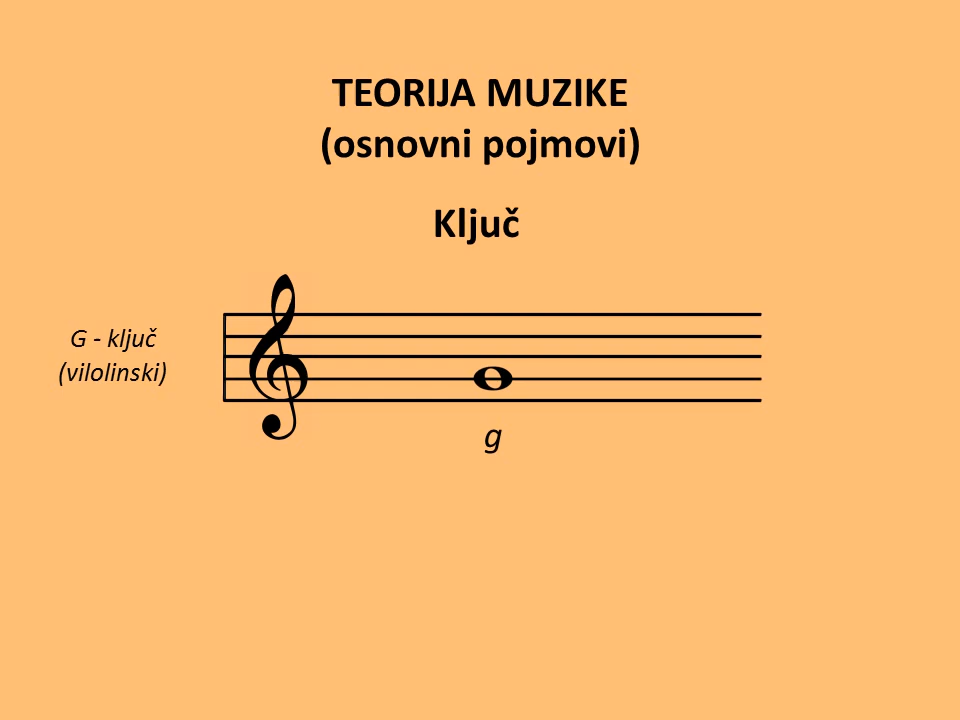 TEORIJA MUZIKE
(osnovni pojmovi)
Ključ
G - ključ
(vilolinski)
g